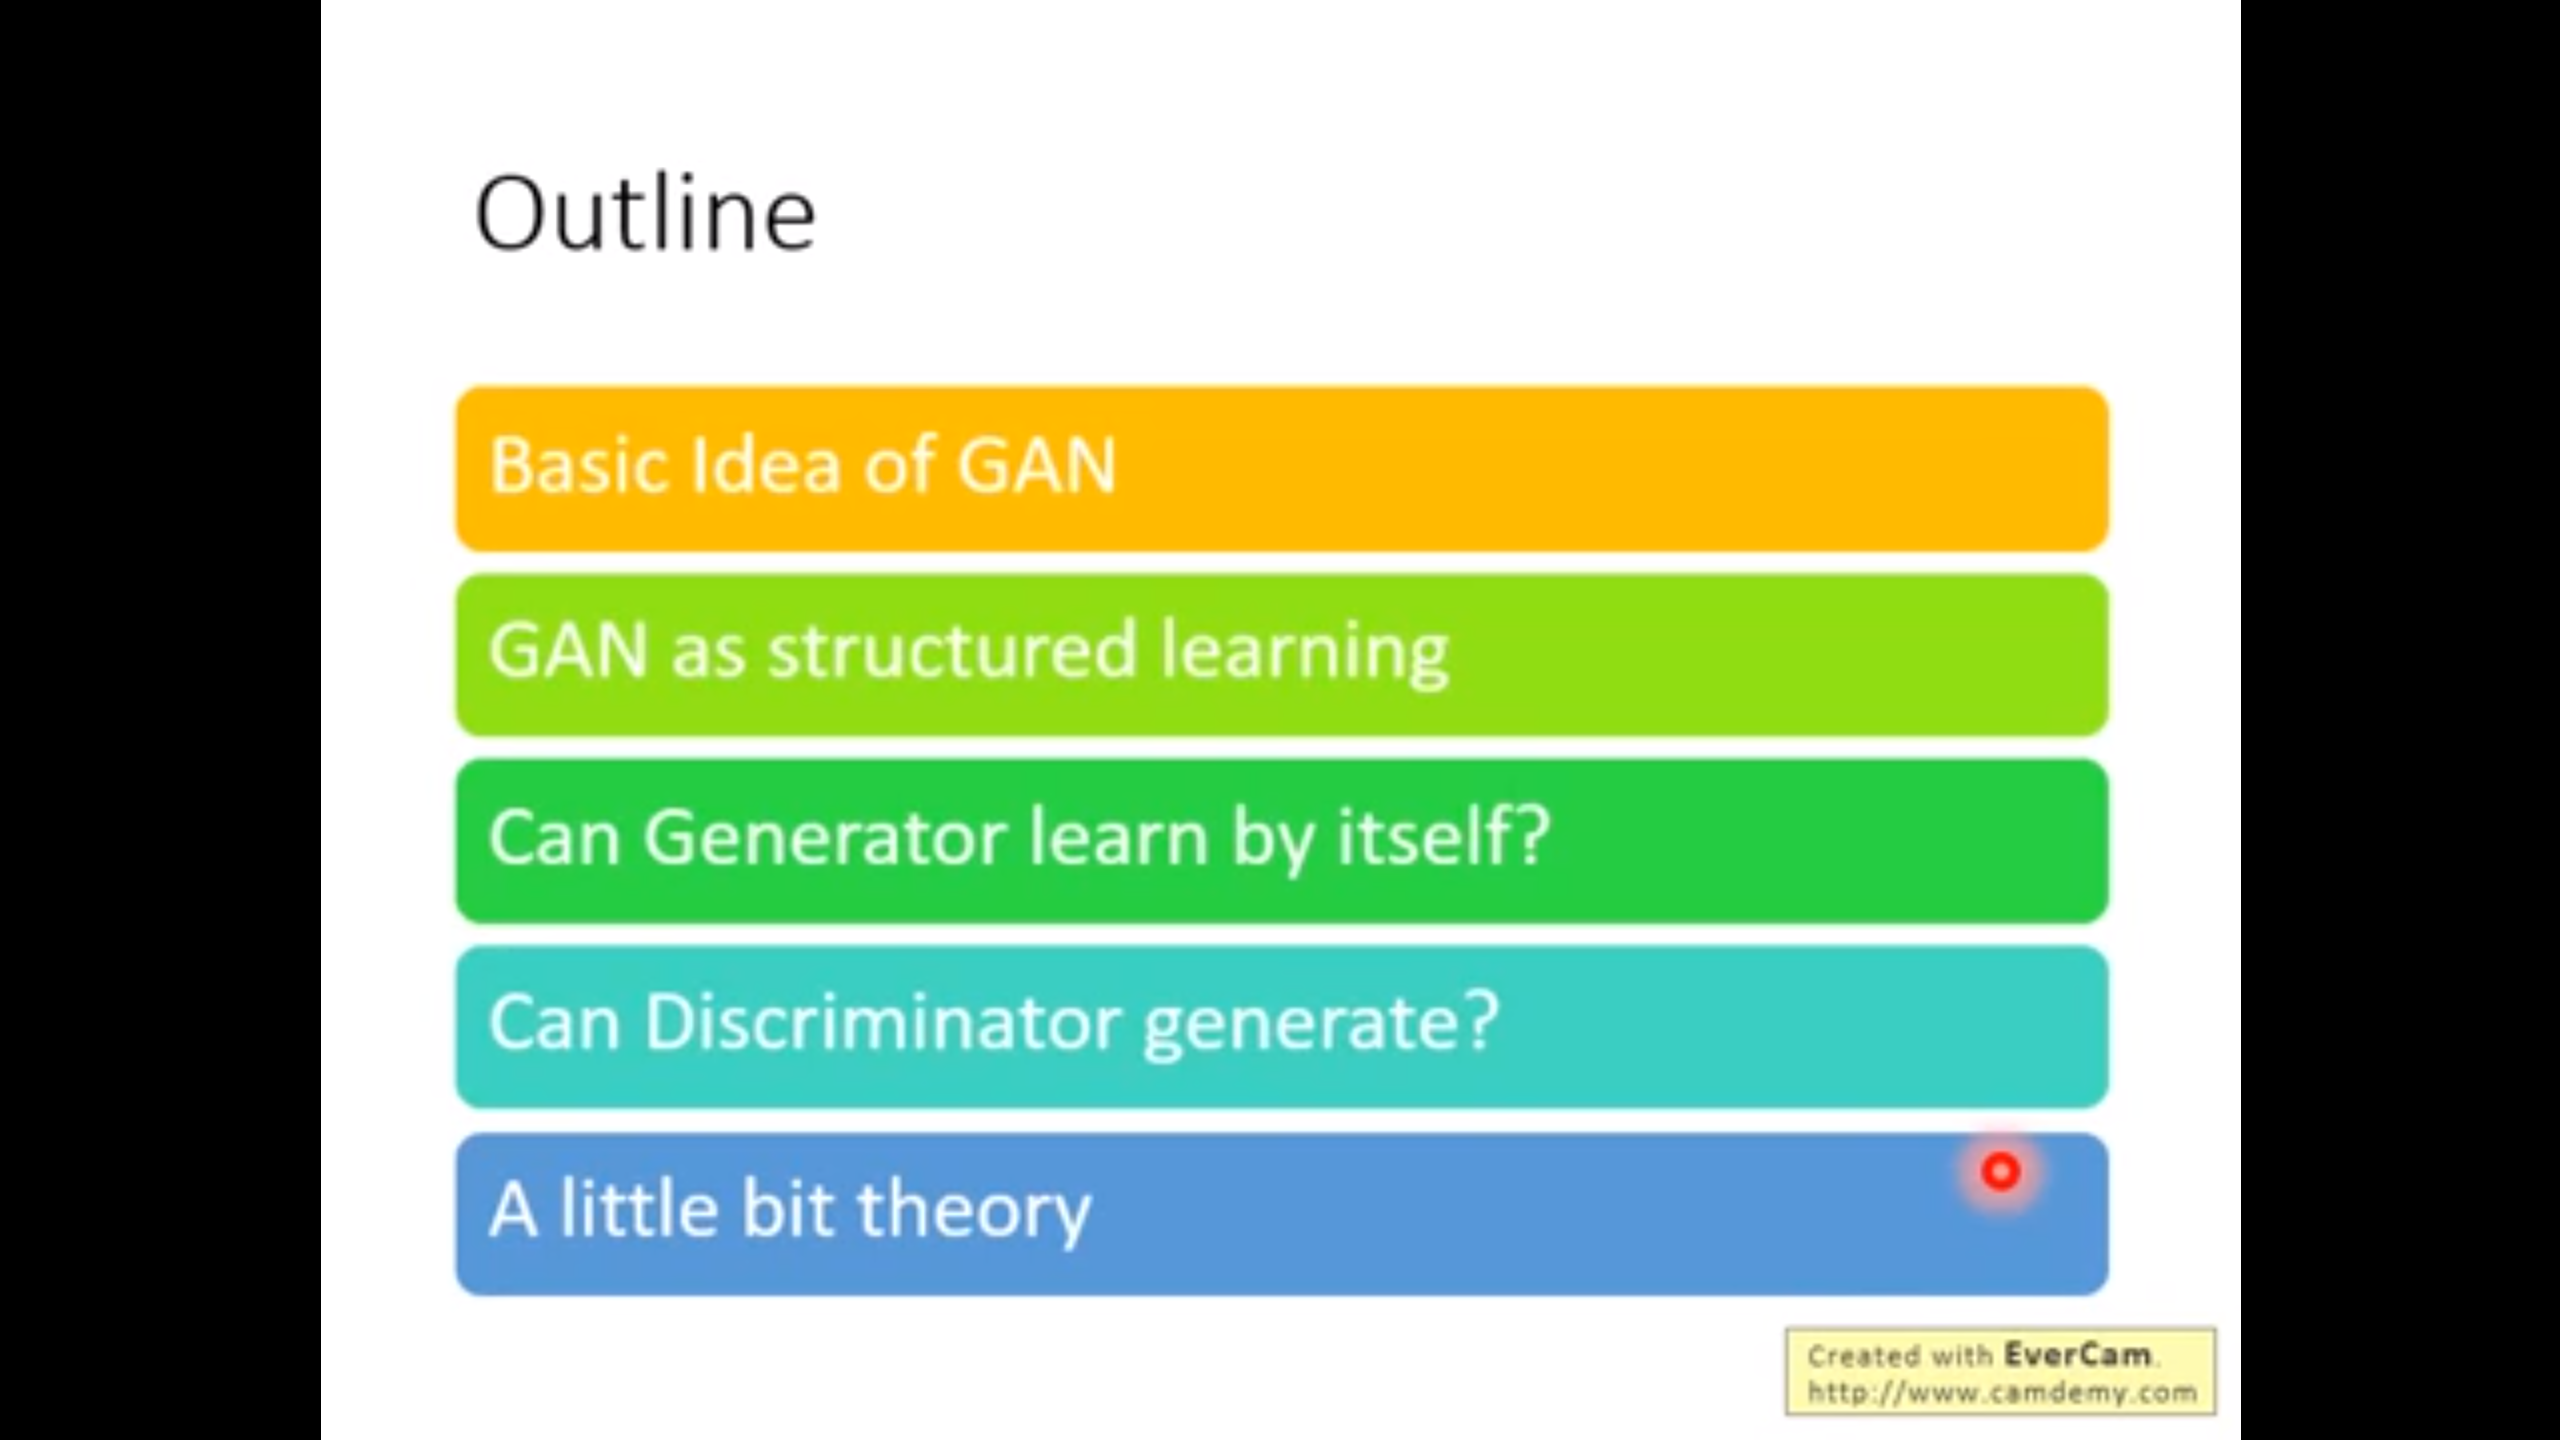 Outline
Basic Idea of GAN
GAN as structured learning
Can Generator learn by itself?
Can Discriminator generate?
A little bit theory
Created with EverCam.
http://www.camdemy.com